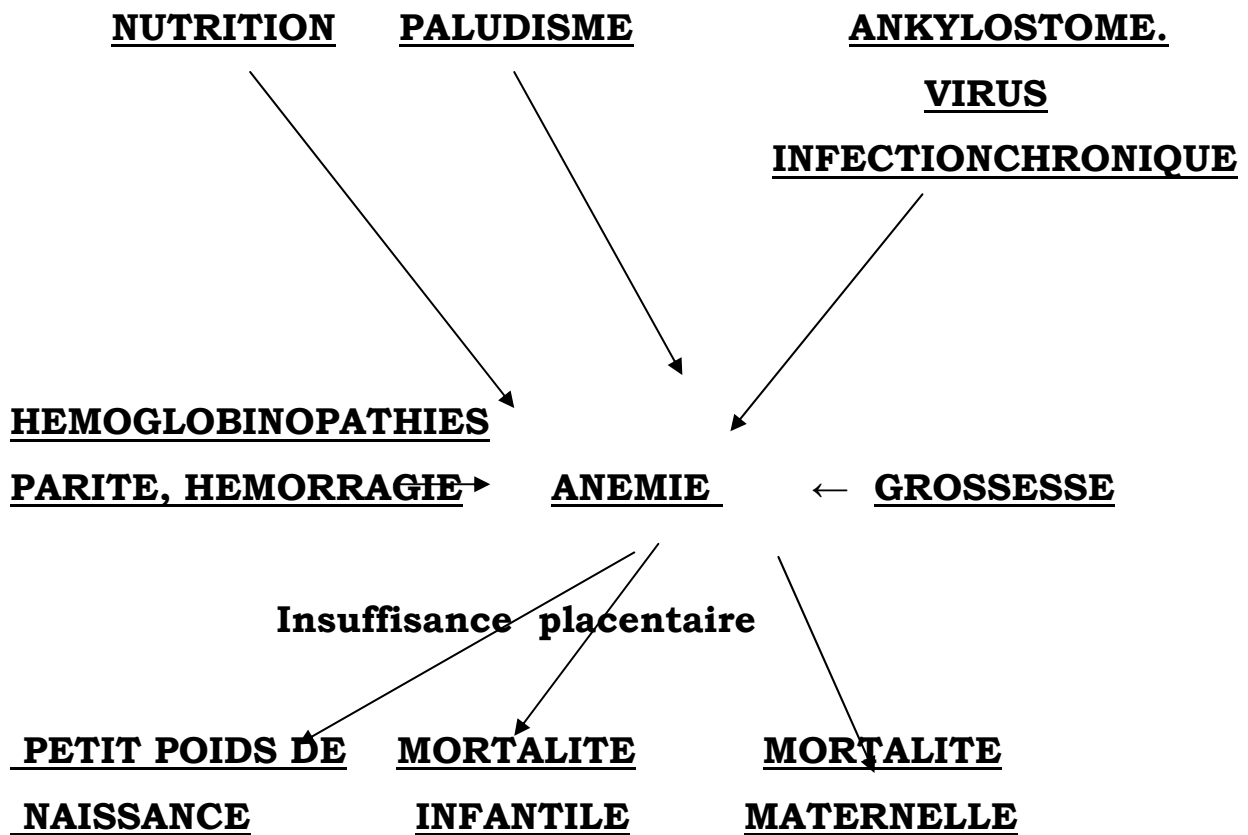 NUTRITION PALUDISME ANKYLOSTOME.
VIRUS
INFECTIONCHRONIQUE
HEMOGLOBINOPATHIES
PARITE, HEMORRAGIE → ANEMIE ← GROSSESSE
Insuffisance placentaire
PETIT POIDS DE MORTALITE MORTALITE
NAISSANCE INFANTILE MATERNELLE